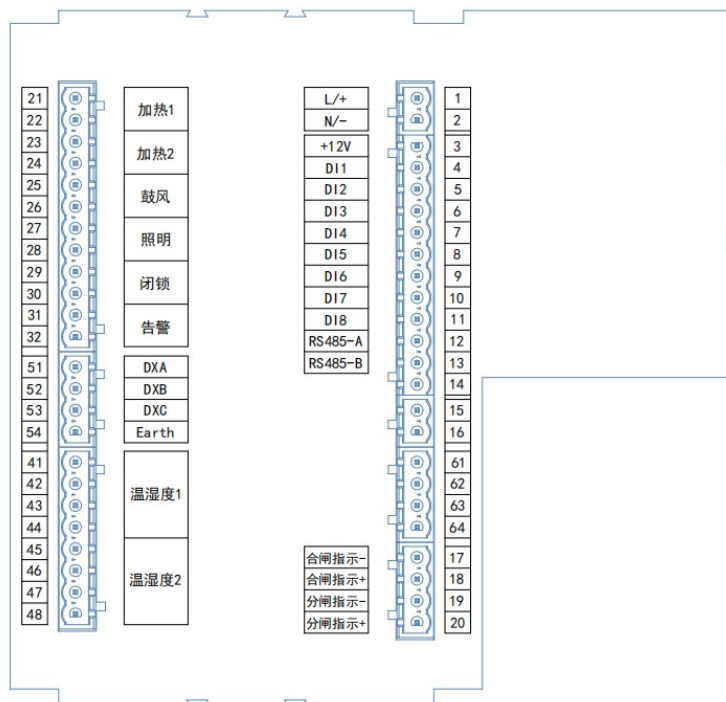 21 加热1 L/+ 1
22 N/- 2
23 加热2 +12V 3
24 DI1 4
25 鼓风 DI2 5
26 DI3 6
27 照明 DI4 7
28 DI5 8
29 闭锁 DI6 9
30 DI7 10
31 告警 DI8 11
32 RS485-A 12
51 DXA RS485-B 13
52 DXB 14
53 DXC 15
54 Earth 16
41 温湿度1 61
42 62
43 63
44 64
45 温湿度2 合闸指示- 17
46 合闸指示+ 18
47 分闸指示- 19
48 分闸指示+ 20